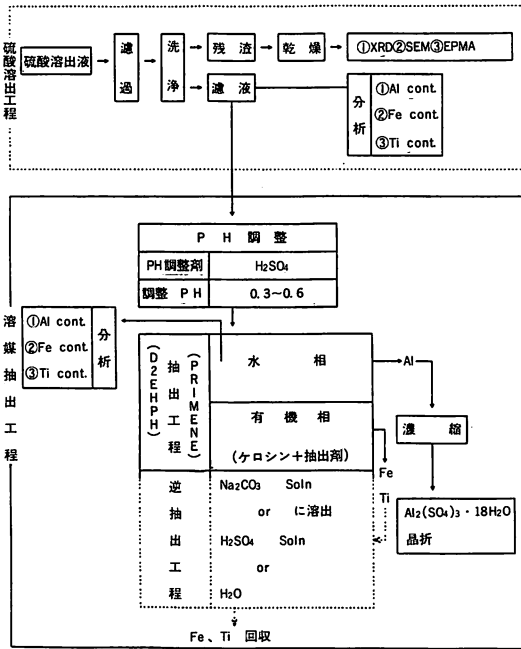 硫酸溶出工程
硫酸溶出液
濾過
洗浄
残渣
乾燥
①XRD②SEM③EPMA
濾液
分析
①Al cont.
②Fe cont.
③Ti cont.
溶媒抽出工程
PH調整
PH調整剤 H₂SO₄
調整 PH 0.3~0.6
①Al cont.
②Fe cont.
③Ti cont.
分析
(D2EHPH)
抽出工程
(PRIMENE)
水相
Al
有機相
(ケロシン+抽出剤)
濃縮
Fe
Ti
Al₂(SO₄)₃・18H₂O
品折
逆抽出工程
Na₂CO₃ Soln
or に溶出
H₂SO₄ Soln
or
H₂O
Fe、Ti 回収